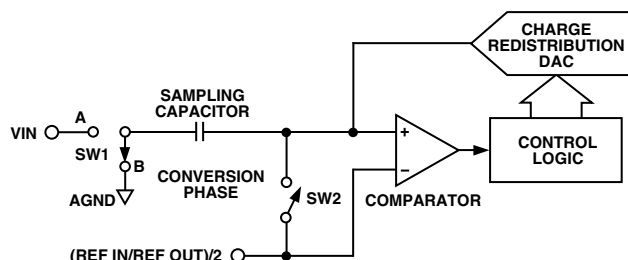 CHARGE
REDISTRIBUTION
DAC
SAMPLING
CAPACITOR
VIN
A
SW1
B
AGND
CONVERSION
PHASE
SW2
+
–
COMPARATOR
CONTROL
LOGIC
(REF IN/REF OUT)/2